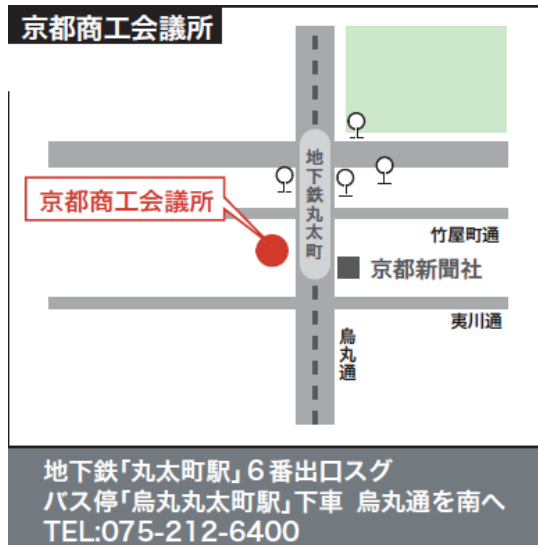 京都商工会議所
地下鉄丸太町
京都商工会議所
竹屋町通
京都新聞社
夷川通
烏丸通
地下鉄「丸太町駅」6番出口スグ
バス停「烏丸丸太町駅」下車 烏丸通を南へ
TEL:075-212-6400